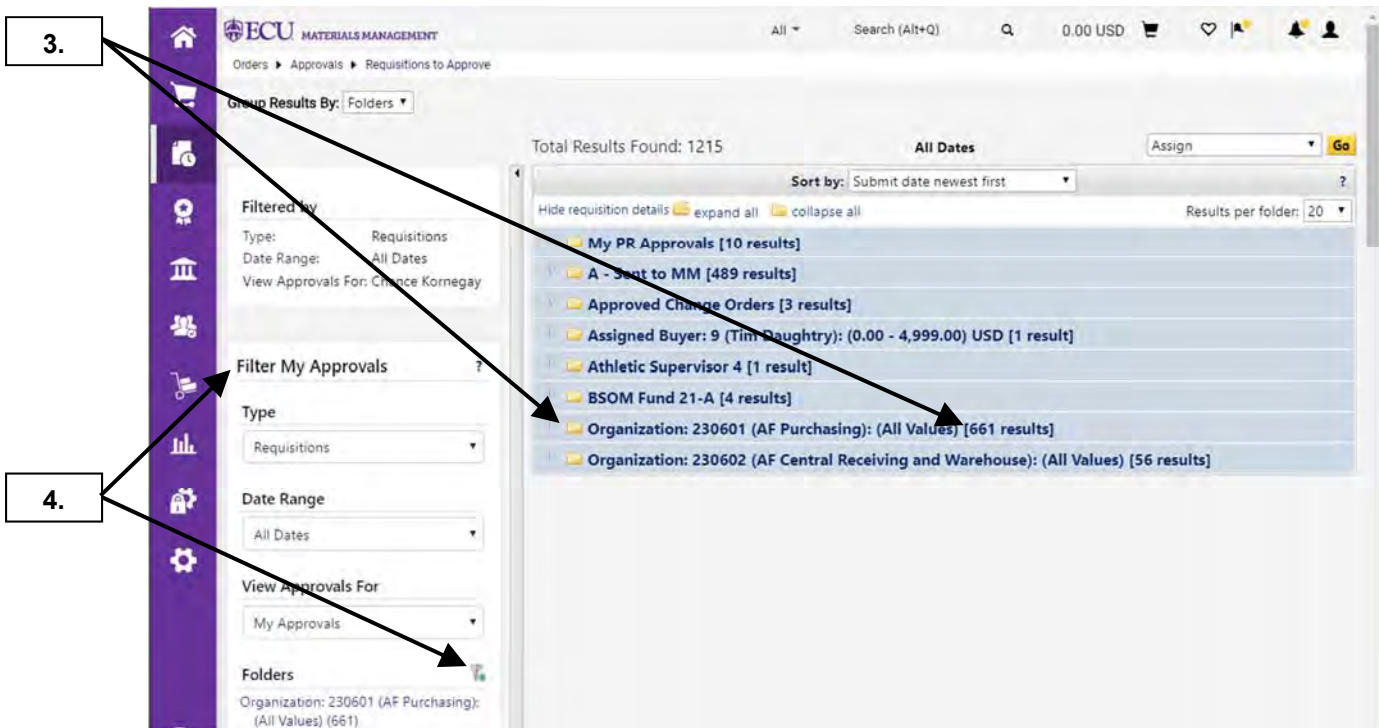 3.
4.
ECU MATERIALS MANAGEMENT
All
Search (Alt+Q)
0.00 USD
Orders Approvals Requisitions to Approve
Group Results By: Folders
Total Results Found: 1215
All Dates
Assign
Go
Sort by: Submit date newest first
?
Hide requisition details expand all collapse all
Results per folder: 20
Filtered by
Type: Requisitions
Date Range: All Dates
View Approvals For: Chance Kornegay
My PR Approvals [10 results]
A - Sent to MM [489 results]
Approved Change Orders [3 results]
Assigned Buyer: 9 (Tim Daughtry): (0.00 - 4,999.00) USD [1 result]
Athletic Supervisor 4 [1 result]
BSOM Fund 21-A [4 results]
Organization: 230601 (AF Purchasing): (All Values) [661 results]
Organization: 230602 (AF Central Receiving and Warehouse): (All Values) [56 results]
Filter My Approvals
?
Type
Requisitions
Date Range
All Dates
View Approvals For
My Approvals
Folders
Organization: 230601 (AF Purchasing):
(All Values) (661)